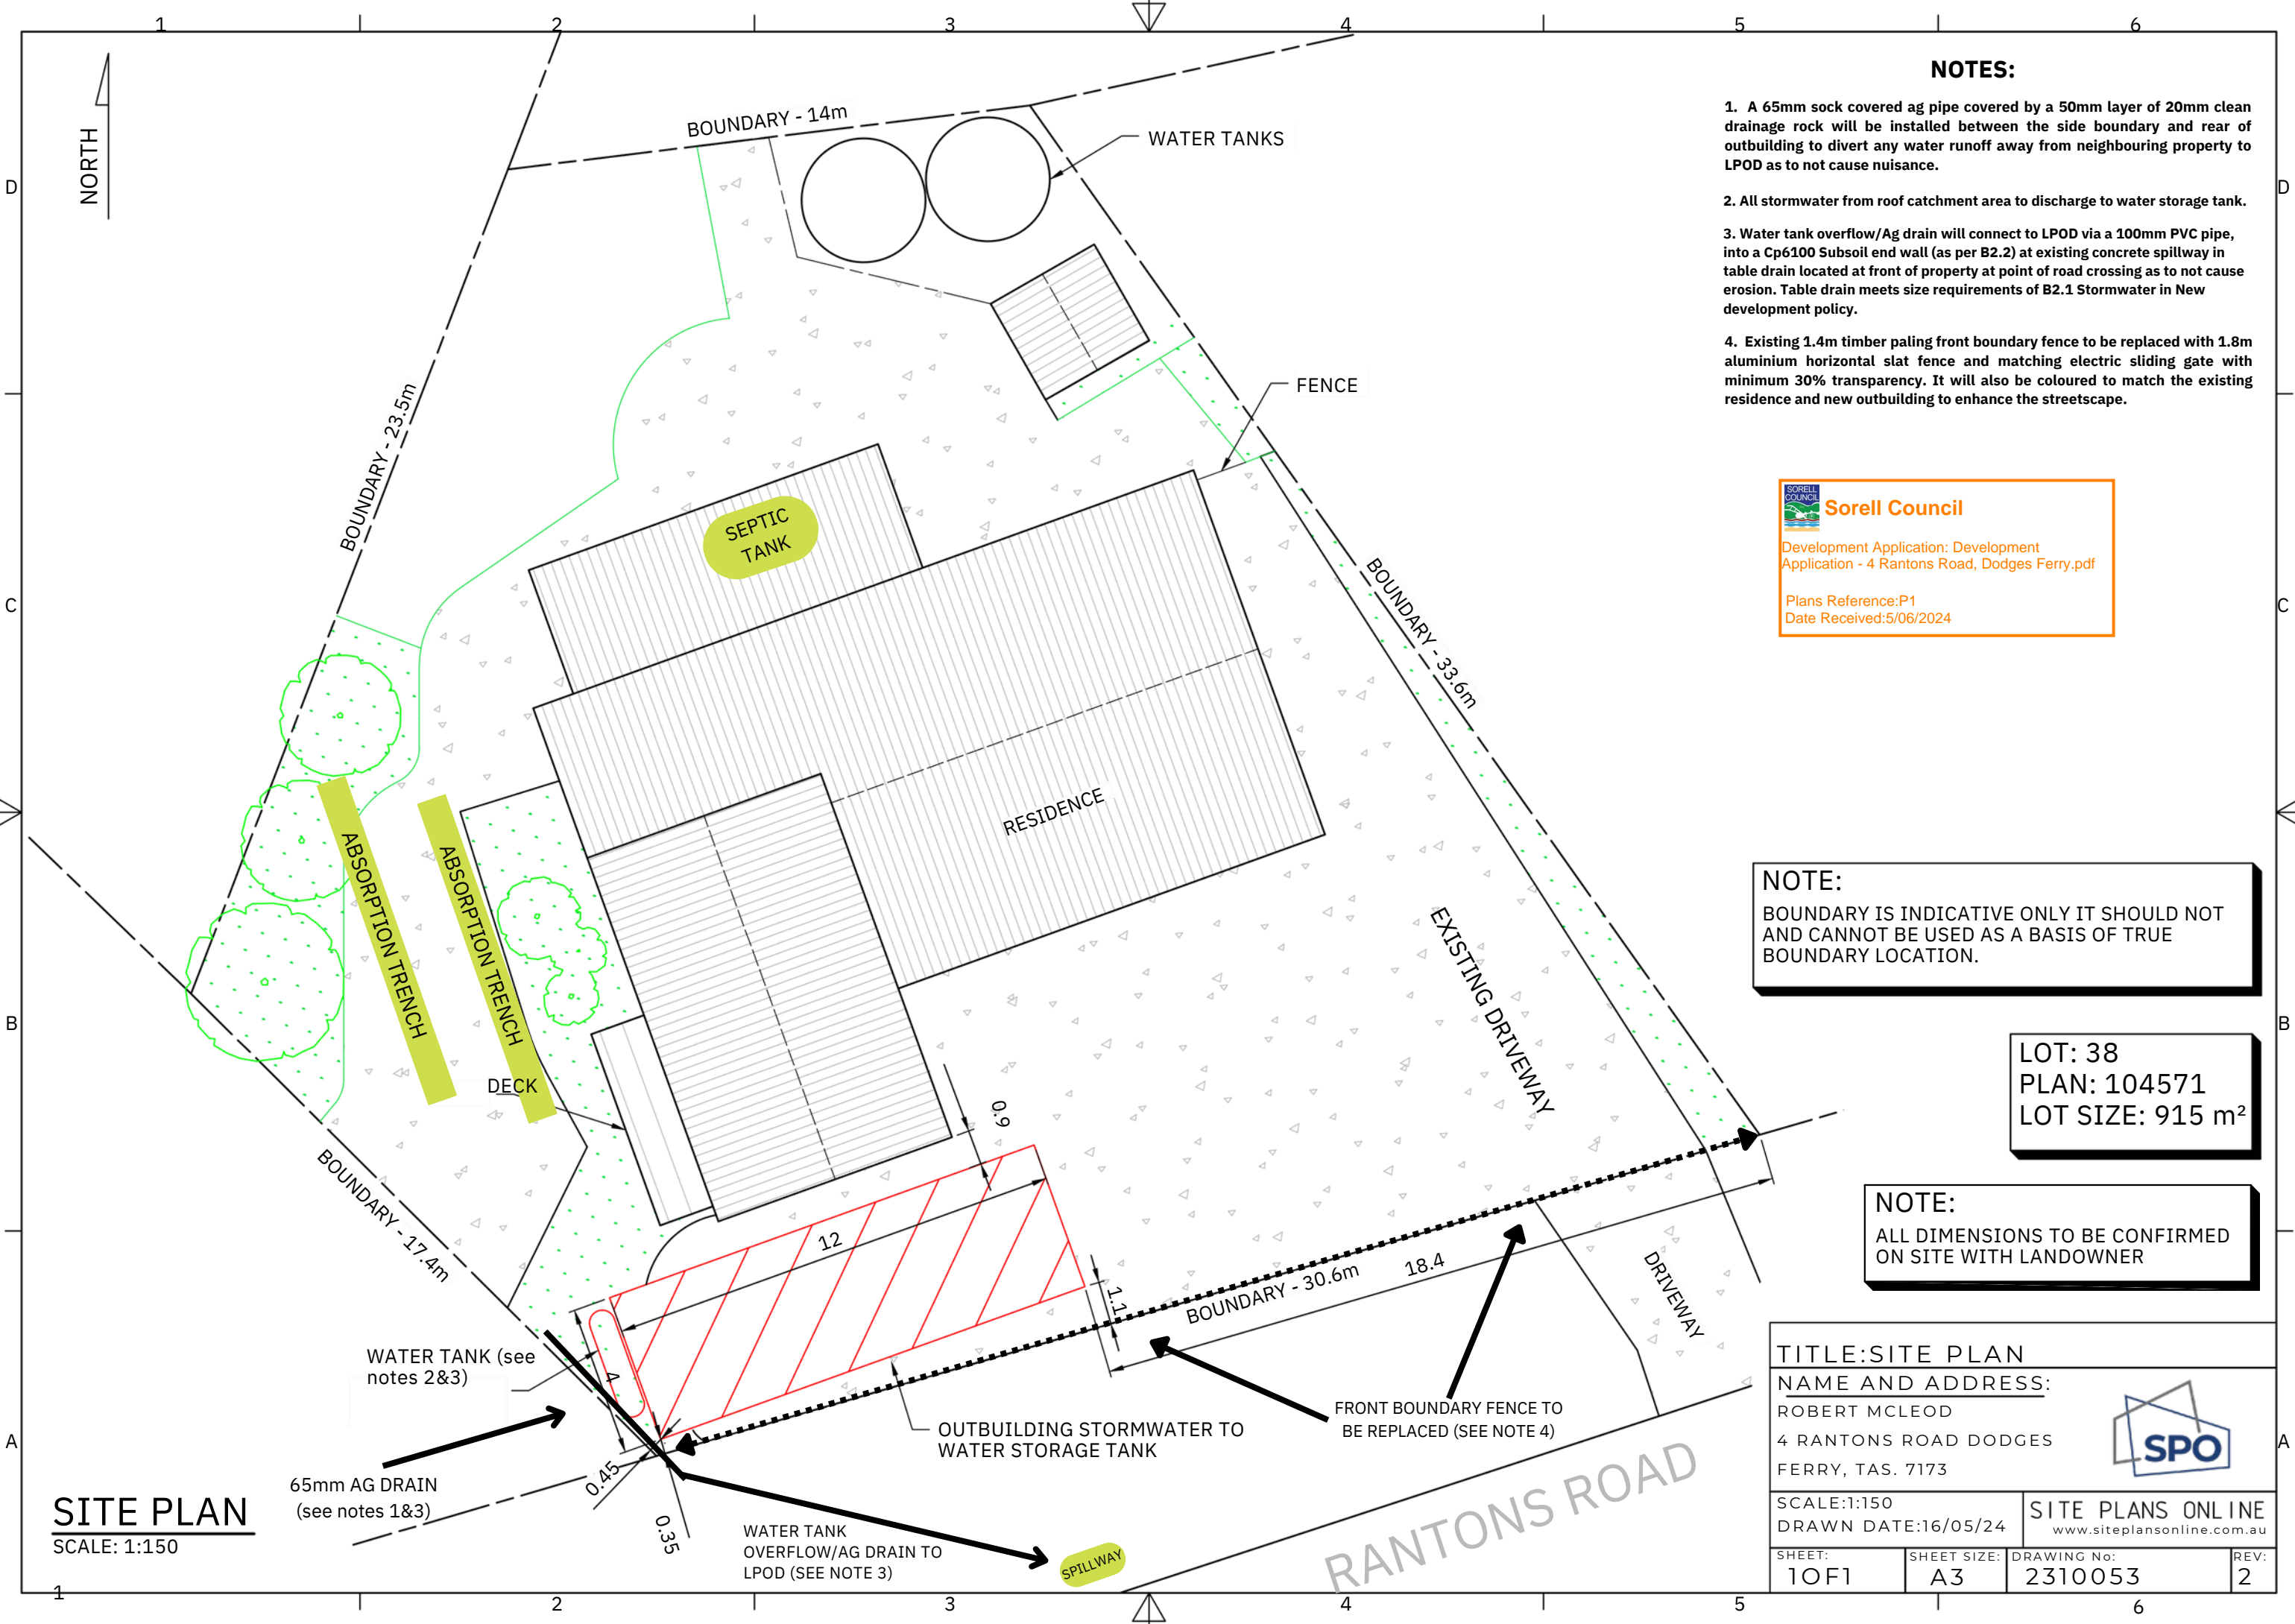 1 2 3 4 5 6
NORTH
BOUNDARY - 14m
WATER TANKS
NOTES:
1. A 65mm sock covered ag pipe covered by a 50mm layer of 20mm clean
drainage rock will be installed between the side boundary and rear of
outbuilding to divert any water runoff away from neighbouring property to
LPOD as to not cause nuisance.
2. All stormwater from roof catchment area to discharge to water storage tank.
3. Water tank overflow/Ag drain will connect to LPOD via a 100mm PVC pipe,
into a Cp6100 Subsoil end wall (as per B2.2) at existing concrete spillway in
table drain located at front of property at point of road crossing as to not cause
erosion. Table drain meets size requirements of B2.1 Stormwater in New
development policy.
4. Existing 1.4m timber paling front boundary fence to be replaced with 1.8m
aluminium horizontal slat fence and matching electric sliding gate with
minimum 30% transparency. It will also be coloured to match the existing
residence and new outbuilding to enhance the streetscape.
D
D
BOUNDARY - 23.5m
FENCE
SEPTIC
TANK
SORELL
COUNCIL
Sorell Council
Development Application: Development
Application - 4 Rantons Road, Dodges Ferry.pdf
Plans Reference:P1
Date Received:5/06/2024
C
C
BOUNDARY - 33.6m
RESIDENCE
ABSORPTION TRENCH
ABSORPTION TRENCH
EXISTING DRIVEWAY
NOTE:
BOUNDARY IS INDICATIVE ONLY IT SHOULD NOT
AND CANNOT BE USED AS A BASIS OF TRUE
BOUNDARY LOCATION.
B
B
LOT: 38
PLAN: 104571
LOT SIZE: 915 m²
DECK
0.9
BOUNDARY - 17.4m
12
1.1
BOUNDARY - 30.6m
18.4
DRIVEWAY
NOTE:
ALL DIMENSIONS TO BE CONFIRMED
ON SITE WITH LANDOWNER
WATER TANK (see
notes 2&3)
4
OUTBUILDING STORMWATER TO
WATER STORAGE TANK
FRONT BOUNDARY FENCE TO
BE REPLACED (SEE NOTE 4)
65mm AG DRAIN
(see notes 1&3)
0.45
0.35
WATER TANK
OVERFLOW/AG DRAIN TO
LPOD (SEE NOTE 3)
SPILLWAY
RANTONS ROAD
A
A
SITE PLAN
SCALE: 1:150
TITLE:SITE PLAN
NAME AND ADDRESS:
ROBERT MCLEOD
4 RANTONS ROAD DODGES
FERRY, TAS. 7173
SPO
SCALE:1:150
DRAWN DATE:16/05/24
SITE PLANS ONLINE
www.siteplansonline.com.au
SHEET:
1OF1
SHEET SIZE:
A3
DRAWING No:
2310053
REV:
2
1 2 3 4 5 6